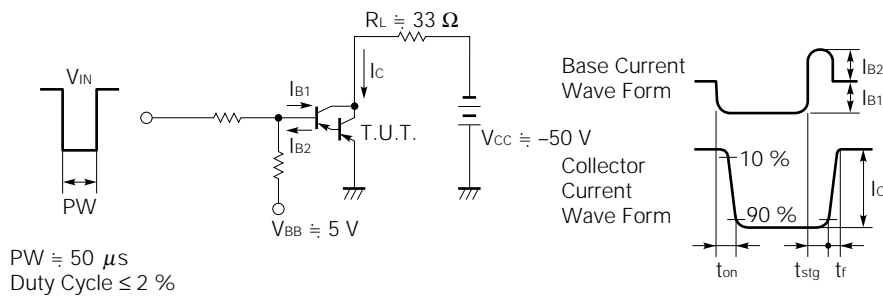 RL ≒ 33 Ω
VIN
IB1
IC
IB2
T.U.T.
VCC ≒ –50 V
PW
VBB ≒ 5 V
PW ≒ 50 μs
Duty Cycle ≤ 2 %
Base Current
Wave Form
IB2
IB1
Collector
Current
Wave Form
10 %
90 %
IC
ton
tstg
tf